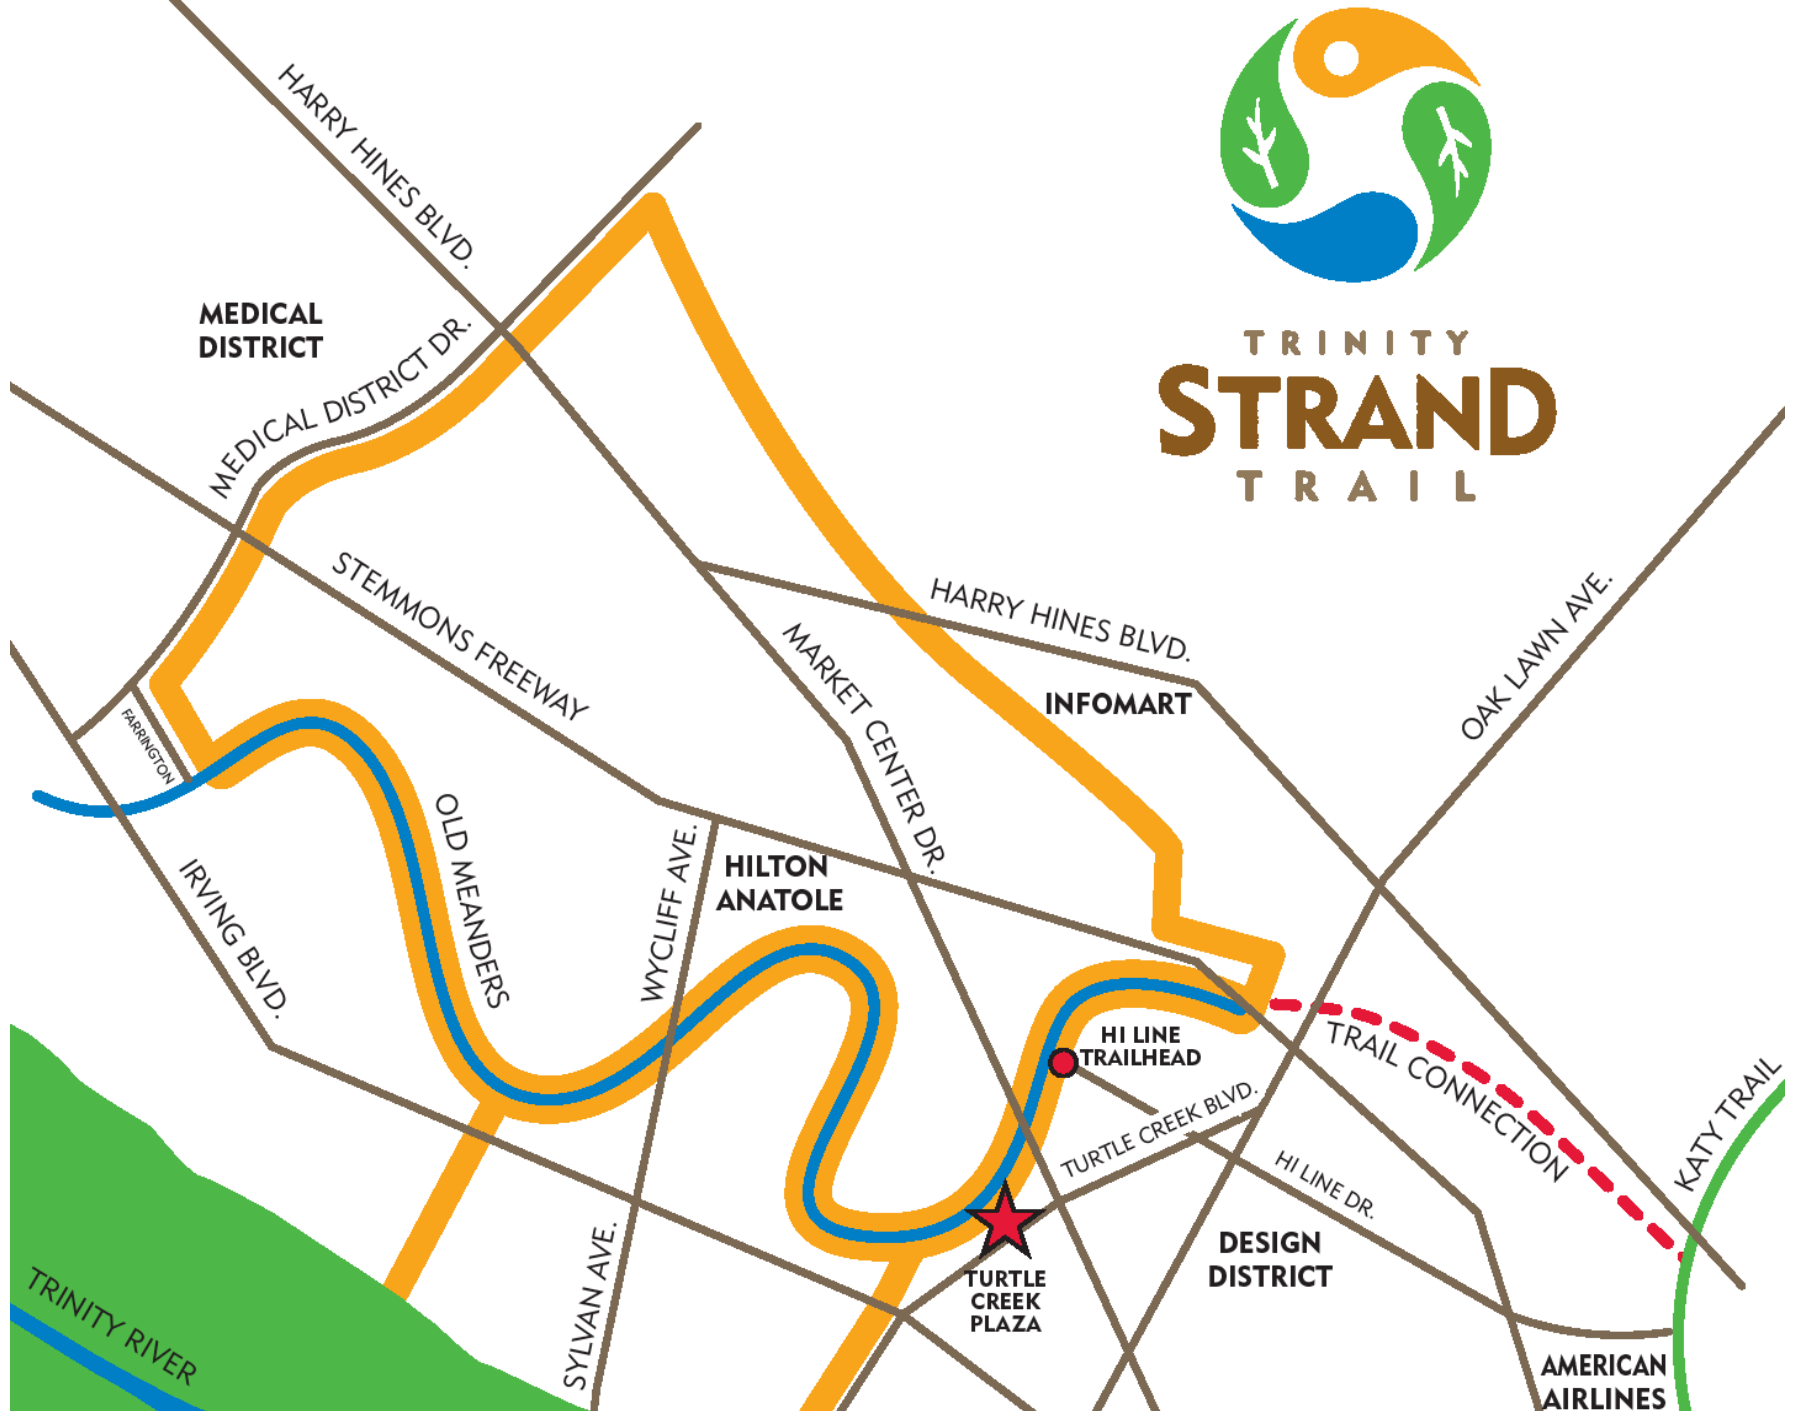 HARRY HINES BLVD.
TRINITY
STRAND
TRAIL
MEDICAL
DISTRICT
MEDICAL DISTRICT DR.
STEMMONS FREEWAY
HARRY HINES BLVD.
MARKET CENTER DR.
INFOMART
OAK LAWN AVE.
FARRINGTON
OLD MEANDERS
IRVING BLVD.
WYCLIFF AVE.
HILTON
ANATOLE
HI LINE
TRAILHEAD
TRAIL CONNECTION
TURTLE CREEK BLVD.
KATY TRAIL
HI LINE DR.
DESIGN
DISTRICT
TURTLE
CREEK
PLAZA
SYLVAN AVE.
TRINITY RIVER
AMERICAN
AIRLINES